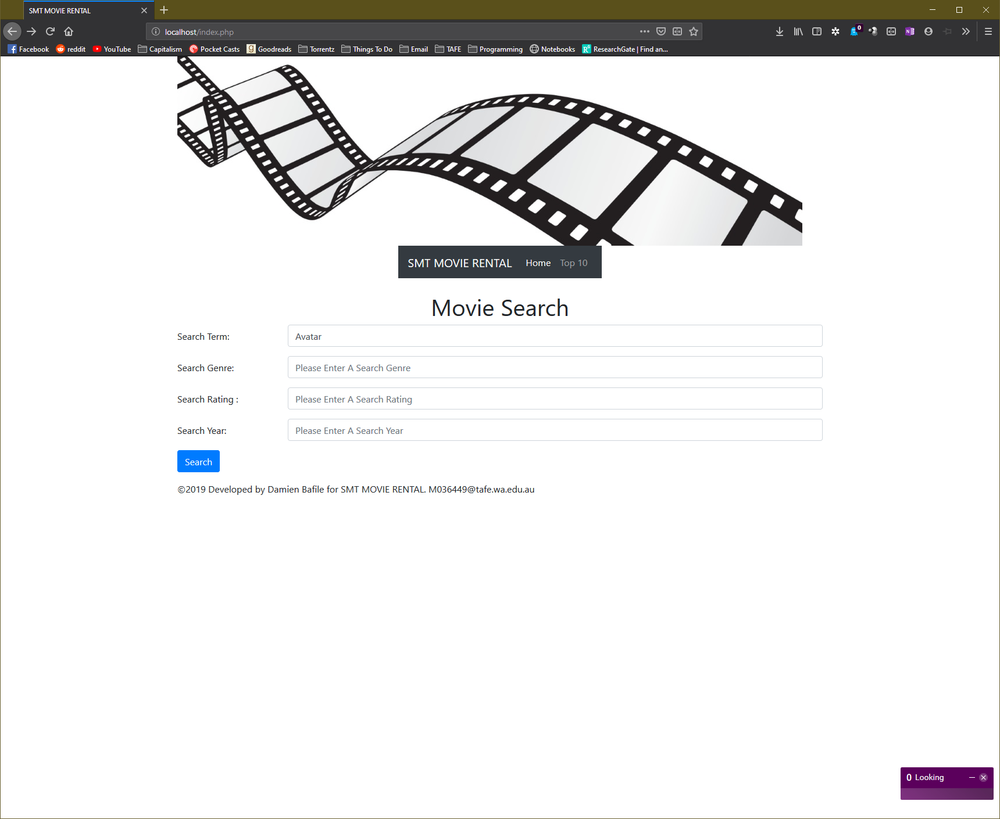 SMT MOVIE RENTAL
localhost/index.php
0
Facebook reddit YouTube Capitalism Pocket Casts Goodreads Torrentz Things To Do Email TAFE Programming Notebooks ResearchGate | Find an...
SMT MOVIE RENTAL Home Top 10
Movie Search
Search Term: Avatar
Search Genre: Please Enter A Search Genre
Search Rating : Please Enter A Search Rating
Search Year: Please Enter A Search Year
Search
©2019 Developed by Damien Bafile for SMT MOVIE RENTAL. M036449@tafe.wa.edu.au
0 Looking